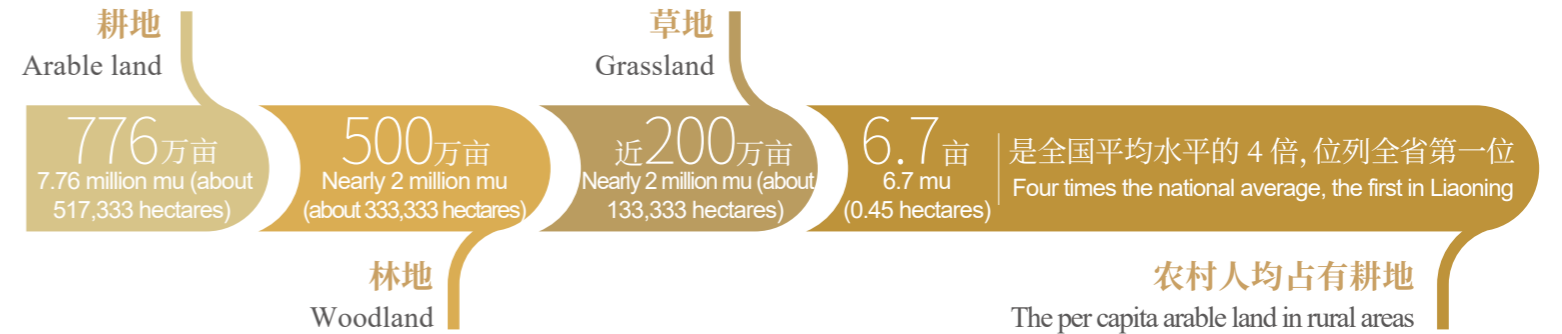 耕地
Arable land
776万亩
7.76 million mu (about
517,333 hectares)
500万亩
Nearly 2 million mu
(about 333,333 hectares)
林地
Woodland
草地
Grassland
近200万亩
Nearly 2 million mu (about
133,333 hectares)
6.7亩
6.7 mu
(0.45 hectares)
是全国平均水平的 4 倍, 位列全省第一位
Four times the national average, the first in Liaoning
农村人均占有耕地
The per capita arable land in rural areas